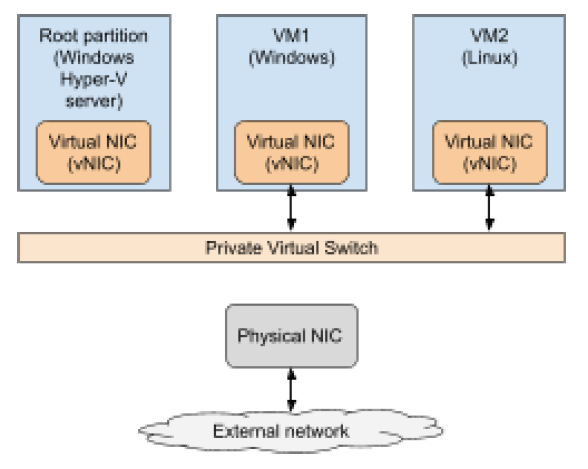 Root partition
(Windows
Hyper-V
server)
Virtual NIC
(vNIC)
VM1
(Windows)
Virtual NIC
(vNIC)
VM2
(Linux)
Virtual NIC
(vNIC)
Private Virtual Switch
Physical NIC
External network